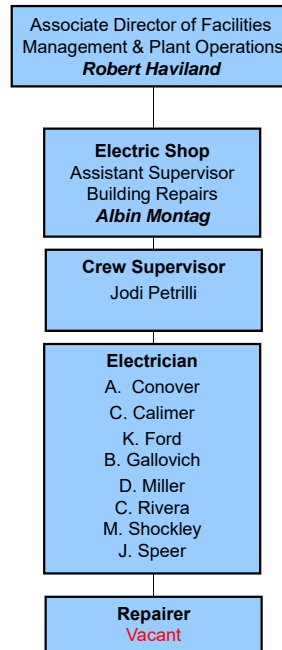 Associate Director of Facilities
Management & Plant Operations
Robert Haviland
Electric Shop
Assistant Supervisor
Building Repairs
Albin Montag
Crew Supervisor
Jodi Petrilli
Electrician
A. Conover
C. Calimer
K. Ford
B. Gallovich
D. Miller
C. Rivera
M. Shockley
J. Speer
Repairer
Vacant